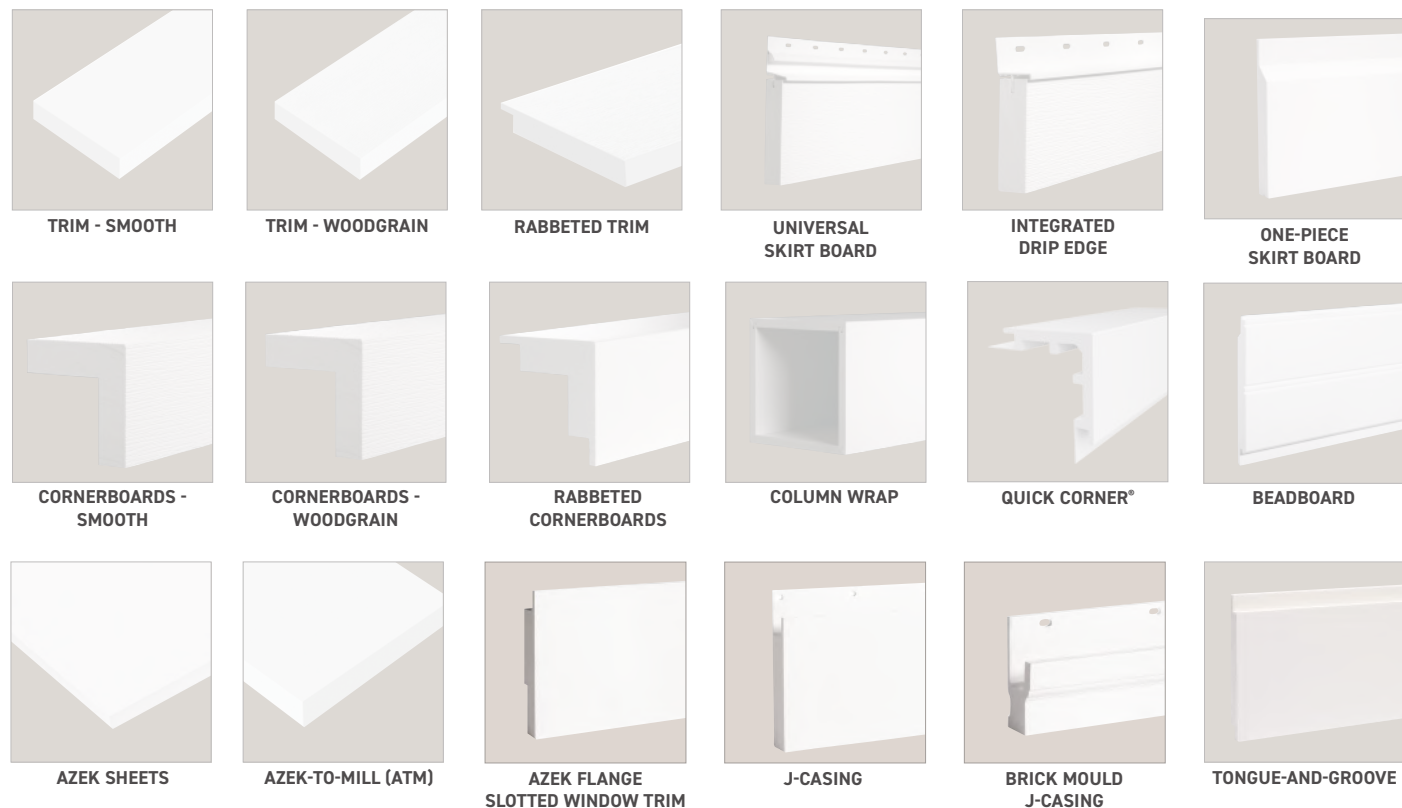 TRIM - SMOOTH
TRIM - WOODGRAIN
RABBETED TRIM
UNIVERSAL
SKIRT BOARD
INTEGRATED
DRIP EDGE
ONE-PIECE
SKIRT BOARD
CORNERBOARDS -
SMOOTH
CORNERBOARDS -
WOODGRAIN
RABBETED
CORNERBOARDS
COLUMN WRAP
QUICK CORNER®
BEADBOARD
AZEK SHEETS
AZEK-TO-MILL (ATM)
AZEK FLANGE
SLOTTED WINDOW TRIM
J-CASING
BRICK MOULD
J-CASING
TONGUE-AND-GROOVE